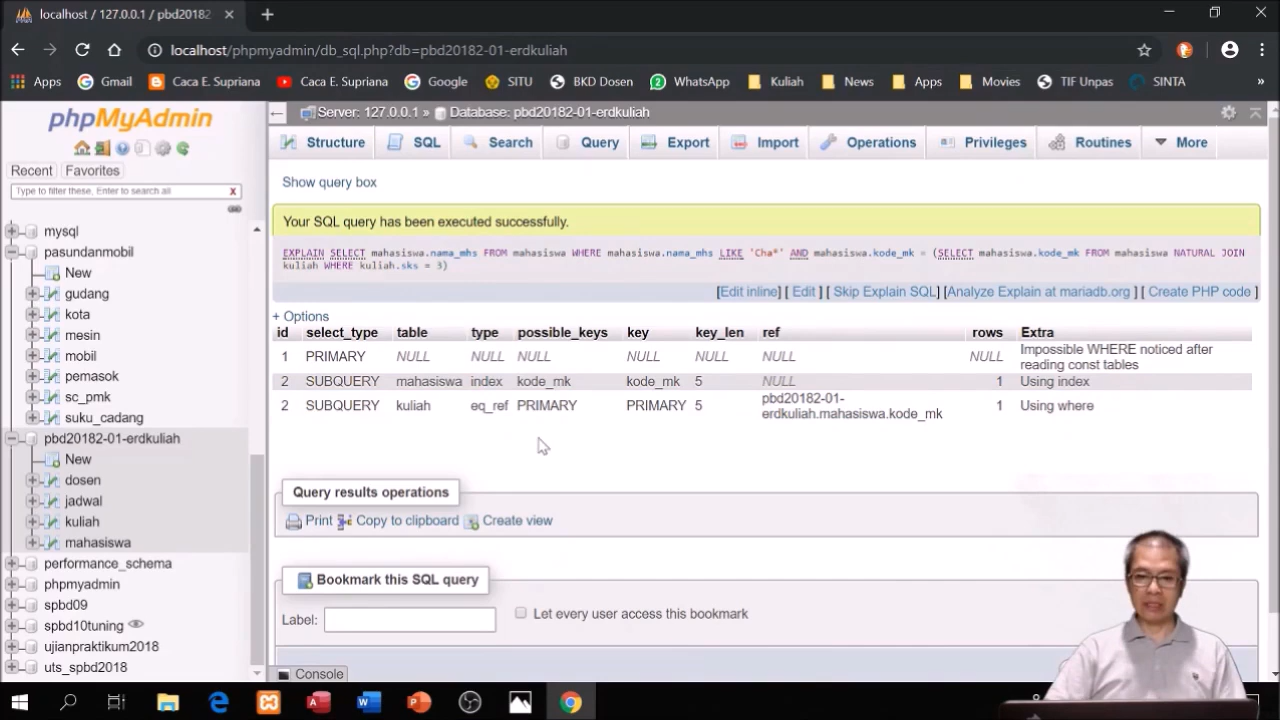 localhost / 127.0.0.1 / pbd20182
localhost/phpmyadmin/db_sql.php?db=pbd20182-01-erdkuliah
Apps Gmail Caca E. Supriana Caca E. Supriana Google SITU BKD Dosen WhatsApp Kuliah News Apps Movies TIF Unpas SINTA »
phpMyAdmin
Recent Favorites
Type to filter these, Enter to search all X
mysql
pasundanmobil
New
gudang
kota
mesin
mobil
pemasok
sc_pmk
suku_cadang
pbd20182-01-erdkuliah
New
dosen
jadwal
kuliah
mahasiswa
performance_schema
phpmyadmin
spbd09
spbd10tuning
ujianpraktikum2018
uts_spbd2018
Server: 127.0.0.1 » Database: pbd20182-01-erdkuliah
Structure SQL Search Query Export Import Operations Privileges Routines More
Show query box
Your SQL query has been executed successfully.
EXPLAIN SELECT mahasiswa.nama_mhs FROM mahasiswa WHERE mahasiswa.nama_mhs LIKE 'Cha*' AND mahasiswa.kode_mk = (SELECT mahasiswa.kode_mk FROM mahasiswa NATURAL JOIN
kuliah WHERE kuliah.sks = 3)
[Edit inline] [ Edit ] [ Skip Explain SQL] [Analyze Explain at mariadb.org ] [ Create PHP code ]
+ Options
id select_type table type possible_keys key key_len ref rows Extra
1 PRIMARY NULL NULL NULL NULL NULL NULL NULL Impossible WHERE noticed after
reading const tables
2 SUBQUERY mahasiswa index kode_mk kode_mk 5 NULL 1 Using index
2 SUBQUERY kuliah eq_ref PRIMARY PRIMARY 5 pbd20182-01-
erdkuliah.mahasiswa.kode_mk 1 Using where
Query results operations
Print Copy to clipboard Create view
Bookmark this SQL query
Label: Let every user access this bookmark
Console